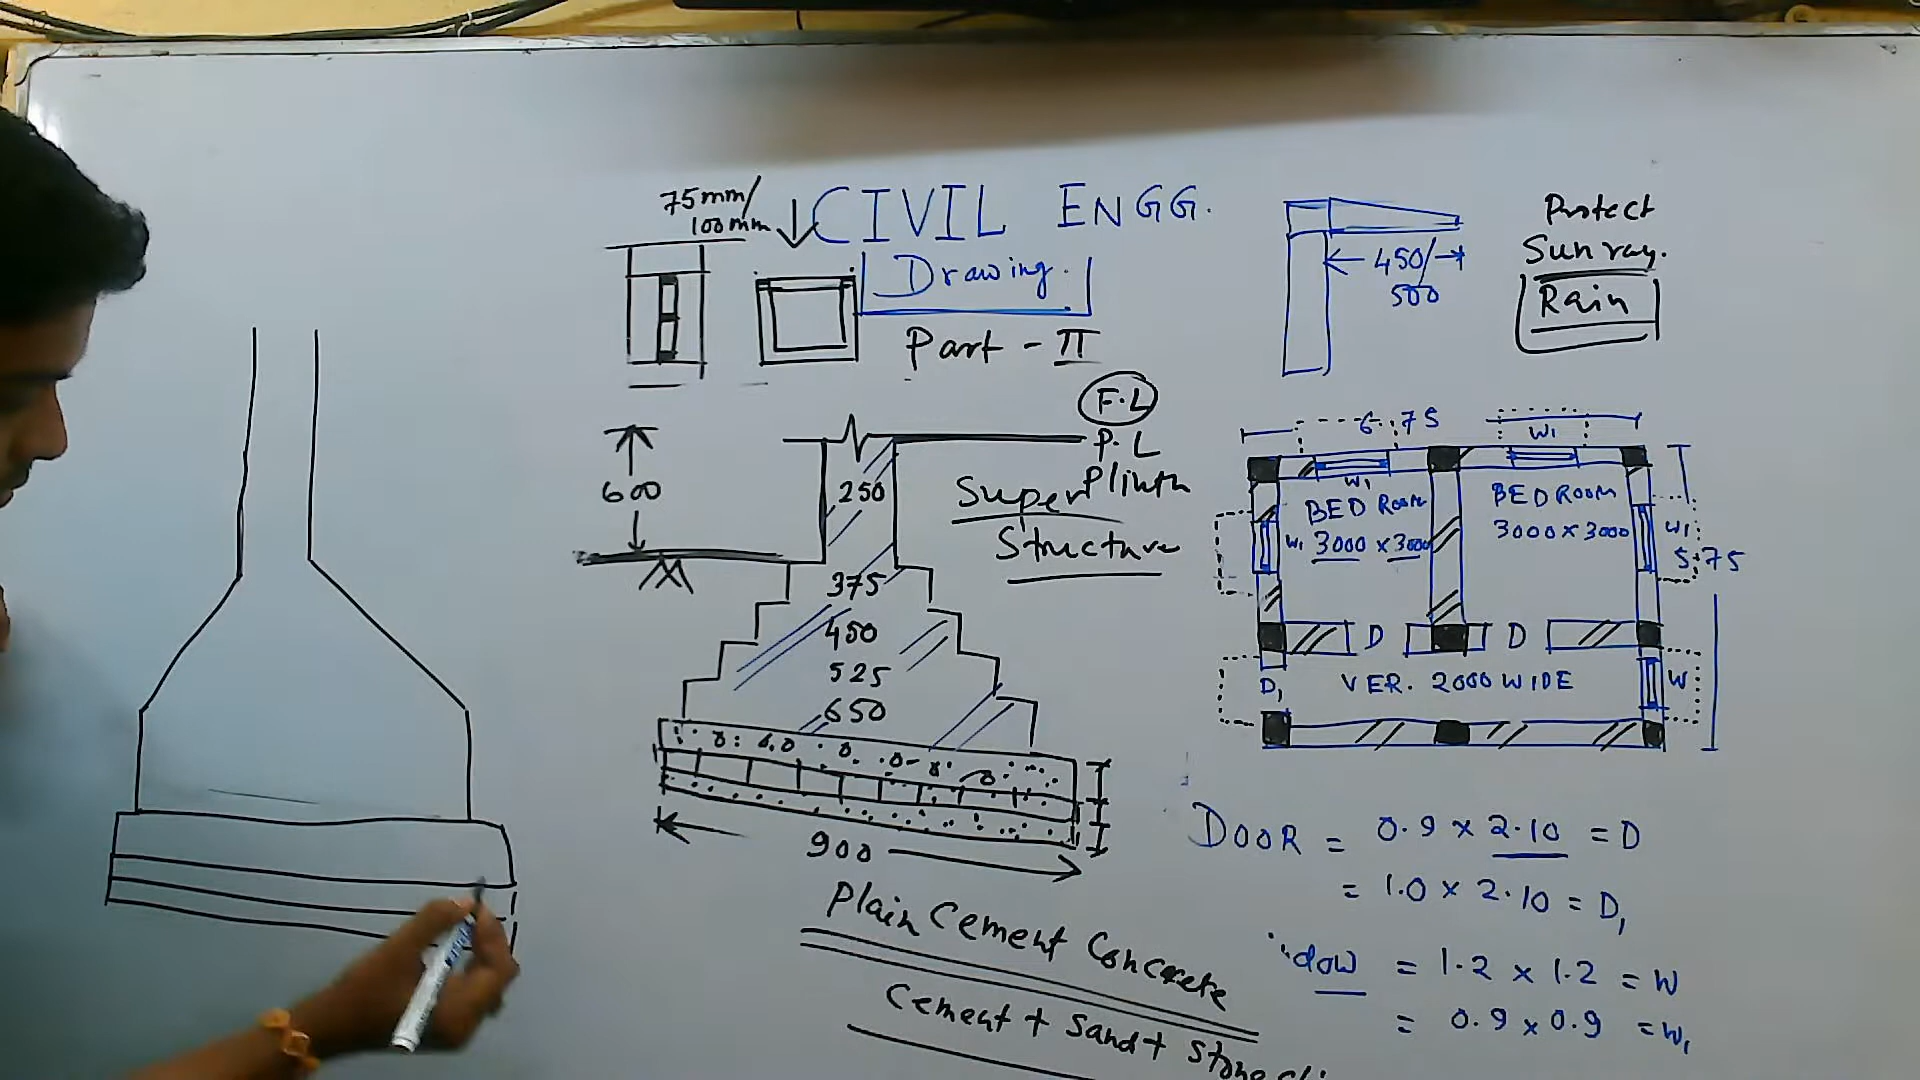 75mm/
100mm
CIVIL ENGG.
Drawing.
Part - II
450/
500
Protect
Sunray.
Rain
F.L
P.L
Plinth
Super
Structure
600
250
375
450
525
650
900
Plain Cement Concrete
Cement + Sand + Stone
6.75
W1
W1
BED ROOM
3000 x 3000
BED ROOM
3000 x 3000
W1
W1
5.75
D
D
D1
VER. 2000 WIDE
W
DOOR = 0.9 x 2.10 = D
= 1.0 x 2.10 = D1
dow = 1.2 x 1.2 = W
= 0.9 x 0.9 = W1